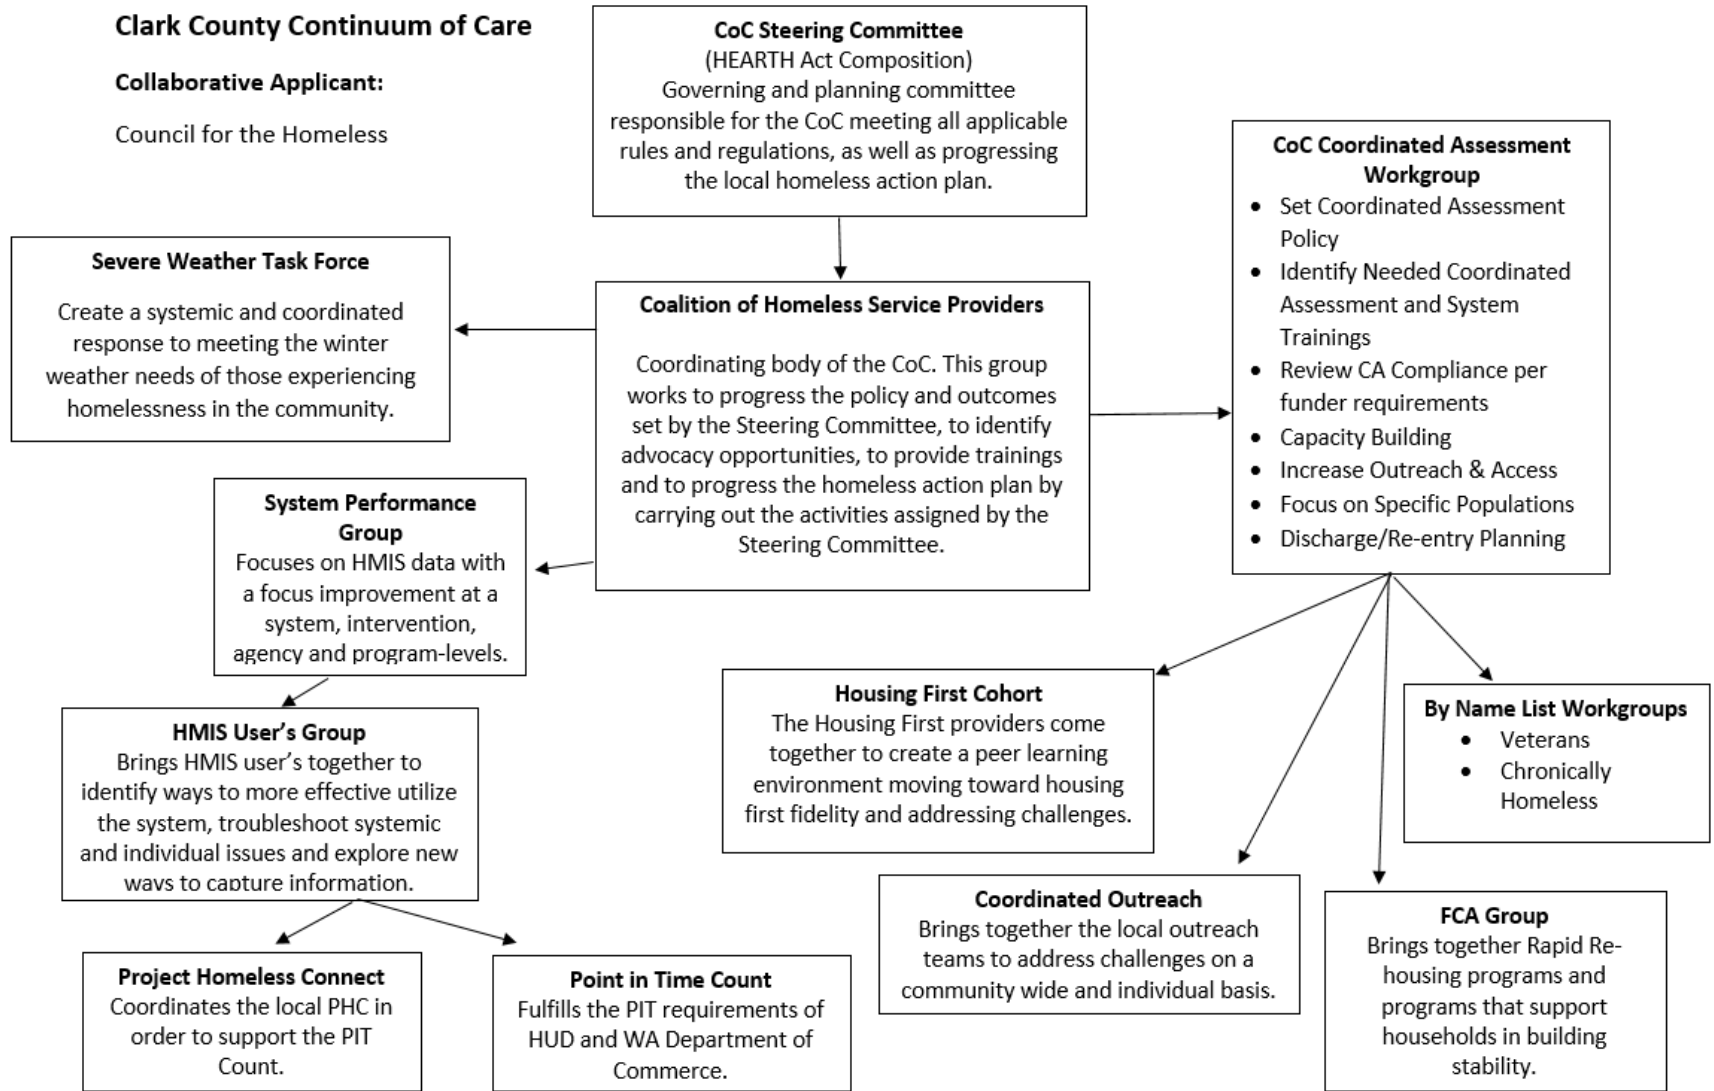 Clark County Continuum of Care
Collaborative Applicant:
Council for the Homeless
CoC Steering Committee
(HEARTH Act Composition)
Governing and planning committee
responsible for the CoC meeting all applicable
rules and regulations, as well as progressing
the local homeless action plan.
CoC Coordinated Assessment
Workgroup
• Set Coordinated Assessment
Policy
• Identify Needed Coordinated
Assessment and System
Trainings
• Review CA Compliance per
funder requirements
• Capacity Building
• Increase Outreach & Access
• Focus on Specific Populations
• Discharge/Re-entry Planning
Severe Weather Task Force
Create a systemic and coordinated
response to meeting the winter
weather needs of those experiencing
homelessness in the community.
Coalition of Homeless Service Providers
Coordinating body of the CoC. This group
works to progress the policy and outcomes
set by the Steering Committee, to identify
advocacy opportunities, to provide trainings
and to progress the homeless action plan by
carrying out the activities assigned by the
Steering Committee.
System Performance
Group
Focuses on HMIS data with
a focus improvement at a
system, intervention,
agency and program-levels.
HMIS User’s Group
Brings HMIS user’s together to
identify ways to more effective utilize
the system, troubleshoot systemic
and individual issues and explore new
ways to capture information.
Housing First Cohort
The Housing First providers come
together to create a peer learning
environment moving toward housing
first fidelity and addressing challenges.
By Name List Workgroups
• Veterans
• Chronically
Homeless
Coordinated Outreach
Brings together the local outreach
teams to address challenges on a
community wide and individual basis.
FCA Group
Brings together Rapid Re-
housing programs and
programs that support
households in building
stability.
Project Homeless Connect
Coordinates the local PHC in
order to support the PIT
Count.
Point in Time Count
Fulfills the PIT requirements of
HUD and WA Department of
Commerce.